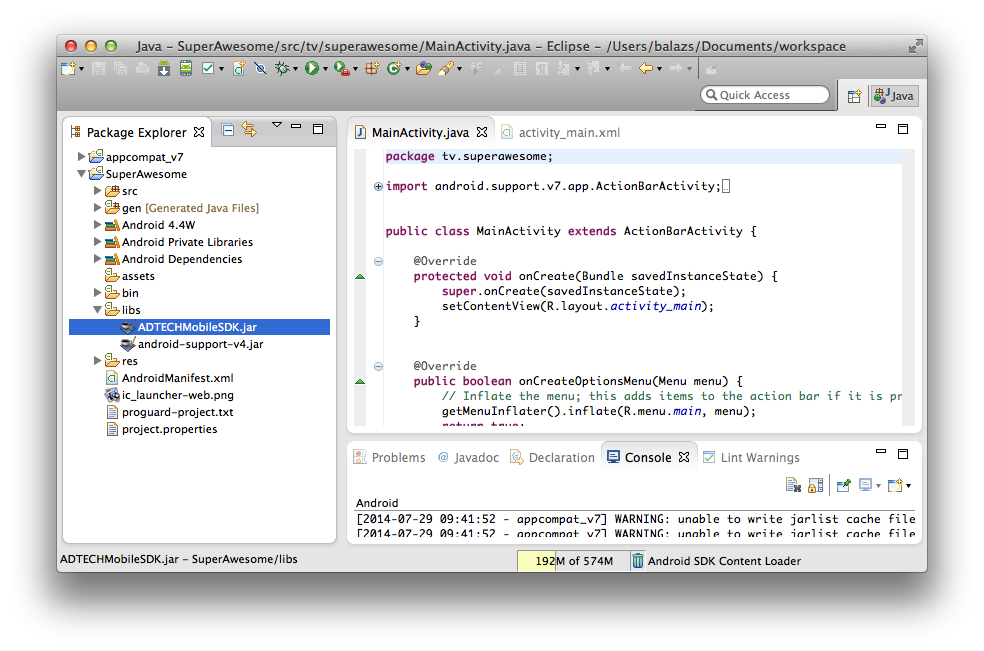 Java – SuperAwesome/src/tv/superawesome/MainActivity.java – Eclipse – /Users/balazs/Documents/workspace
Quick Access
Java
Package Explorer
appcompat_v7
SuperAwesome
src
gen [Generated Java Files]
Android 4.4W
Android Private Libraries
Android Dependencies
assets
bin
libs
ADTECHMobileSDK.jar
android-support-v4.jar
res
AndroidManifest.xml
ic_launcher-web.png
proguard-project.txt
project.properties
MainActivity.java
activity_main.xml
package tv.superawesome;
import android.support.v7.app.ActionBarActivity;
public class MainActivity extends ActionBarActivity {
@Override
protected void onCreate(Bundle savedInstanceState) {
super.onCreate(savedInstanceState);
setContentView(R.layout.activity_main);
}
@Override
public boolean onCreateOptionsMenu(Menu menu) {
// Inflate the menu; this adds items to the action bar if it is pr
getMenuInflater().inflate(R.menu.main, menu);
return true;
Problems
@ Javadoc
Declaration
Console
Lint Warnings
Android
[2014-07-29 09:41:52 - appcompat_v7] WARNING: unable to write jarlist cache file
[2014-07-29 09:41:52 - appcompat_v7] WARNING: unable to write jarlist cache file
ADTECHMobileSDK.jar – SuperAwesome/libs
192M of 574M
Android SDK Content Loader